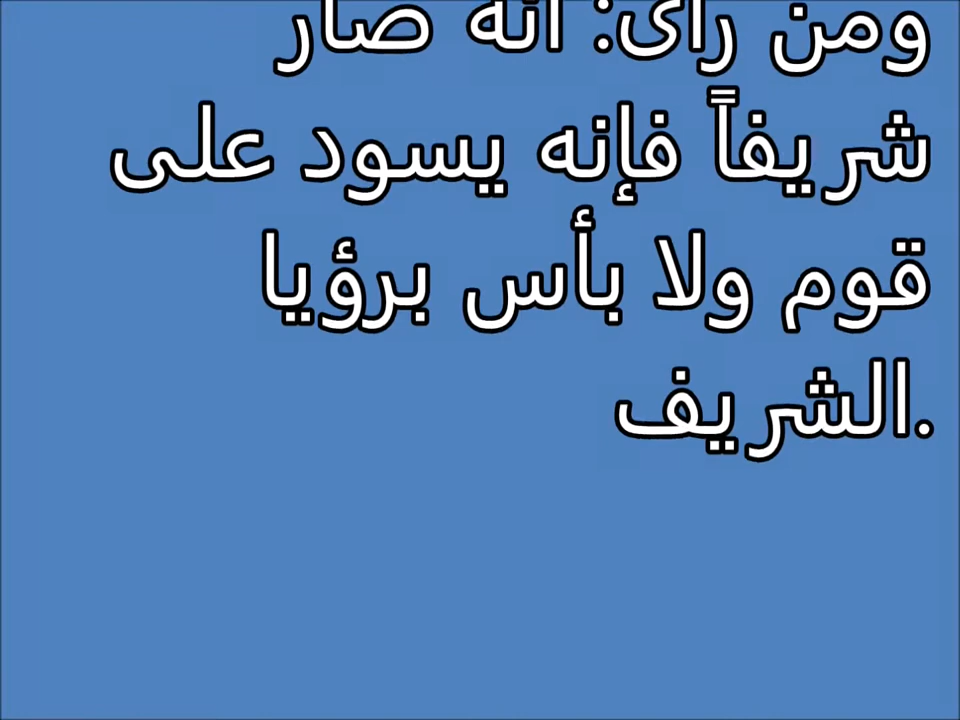 ومن رأى: أنه صار
شريفاً فإنه يسود على
قوم ولا بأس برؤيا
الشريف.